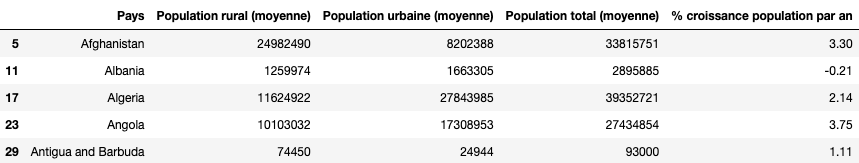 Pays Population rural (moyenne) Population urbaine (moyenne) Population total (moyenne) % croissance population par an
5 Afghanistan 24982490 8202388 33815751 3.30
11 Albania 1259974 1663305 2895885 -0.21
17 Algeria 11624922 27843985 39352721 2.14
23 Angola 10103032 17308953 27434854 3.75
29 Antigua and Barbuda 74450 24944 93000 1.11